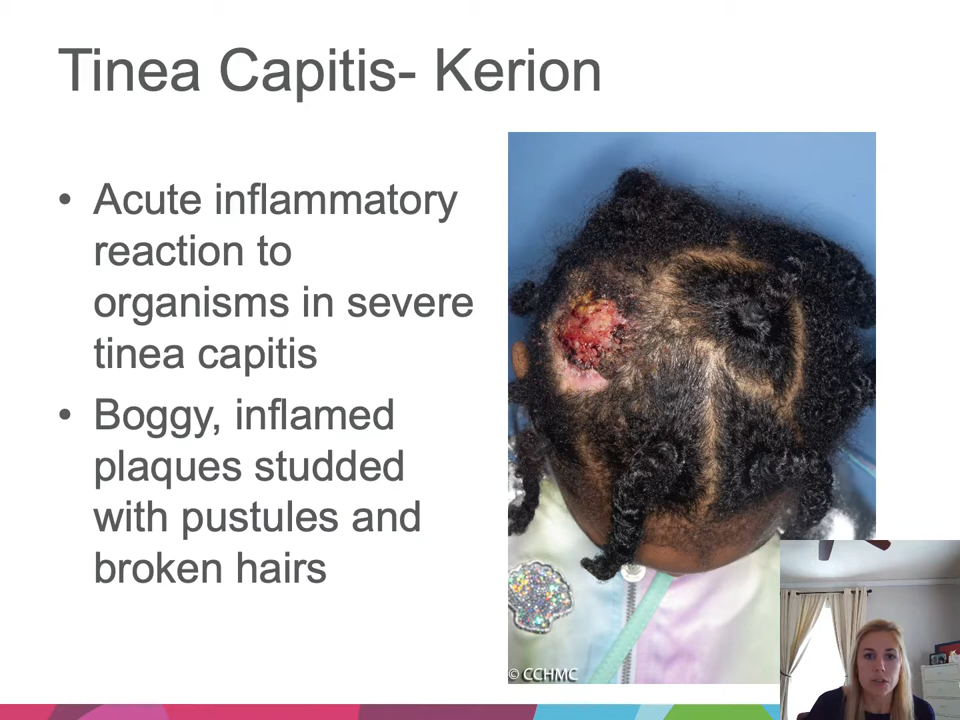 Tinea Capitis- Kerion
• Acute inflammatory
reaction to
organisms in severe
tinea capitis
• Boggy, inflamed
plaques studded
with pustules and
broken hairs
© CCHMC